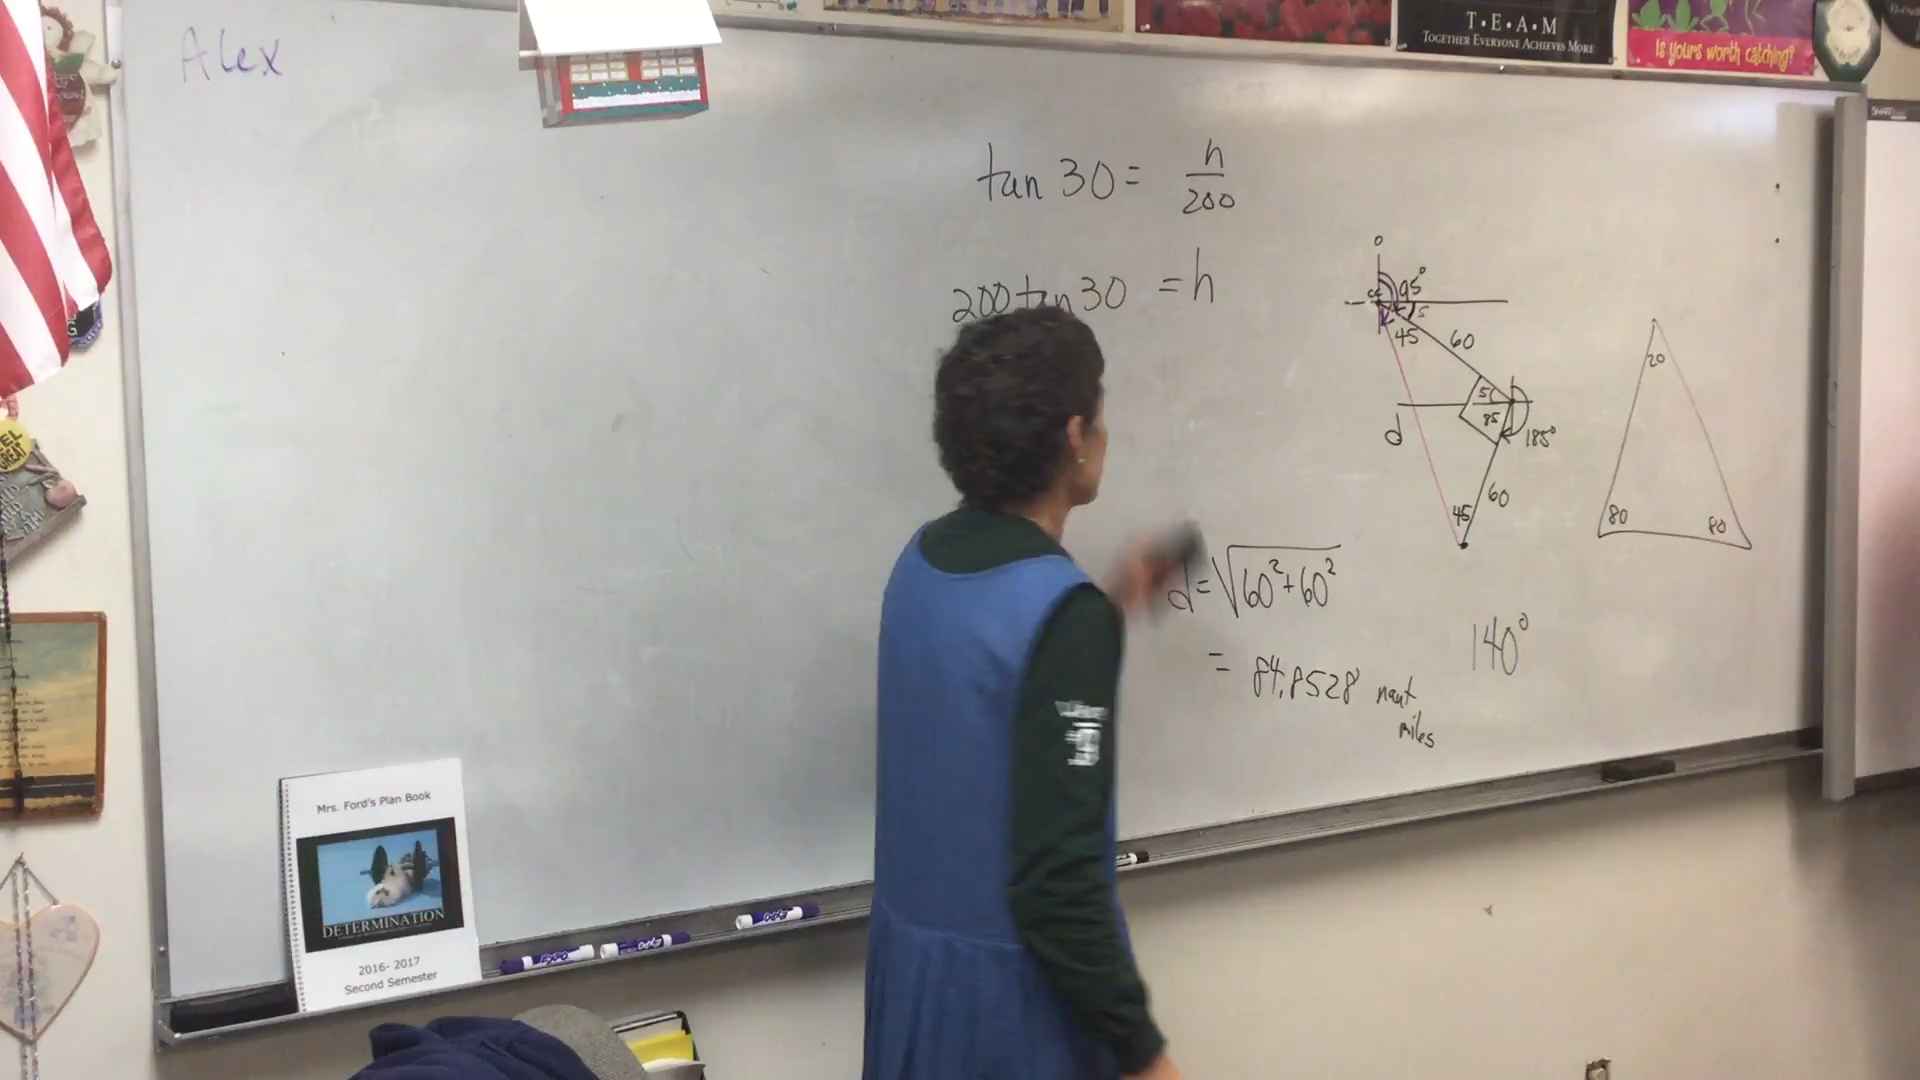 Alex
T•E•A•M
TOGETHER EVERYONE ACHIEVES MORE
Is yours worth catching?
SMART
tan 30 = h/200
200 tan 30 = h
0
95°
5
45
60
5
85
185°
d
60
45
20
80
80
d = √60² + 60²
= 84.8528 naut
miles
140°
Mrs. Ford's Plan Book
DETERMINATION
2016- 2017
Second Semester
EXPO
EXPO
EXPO